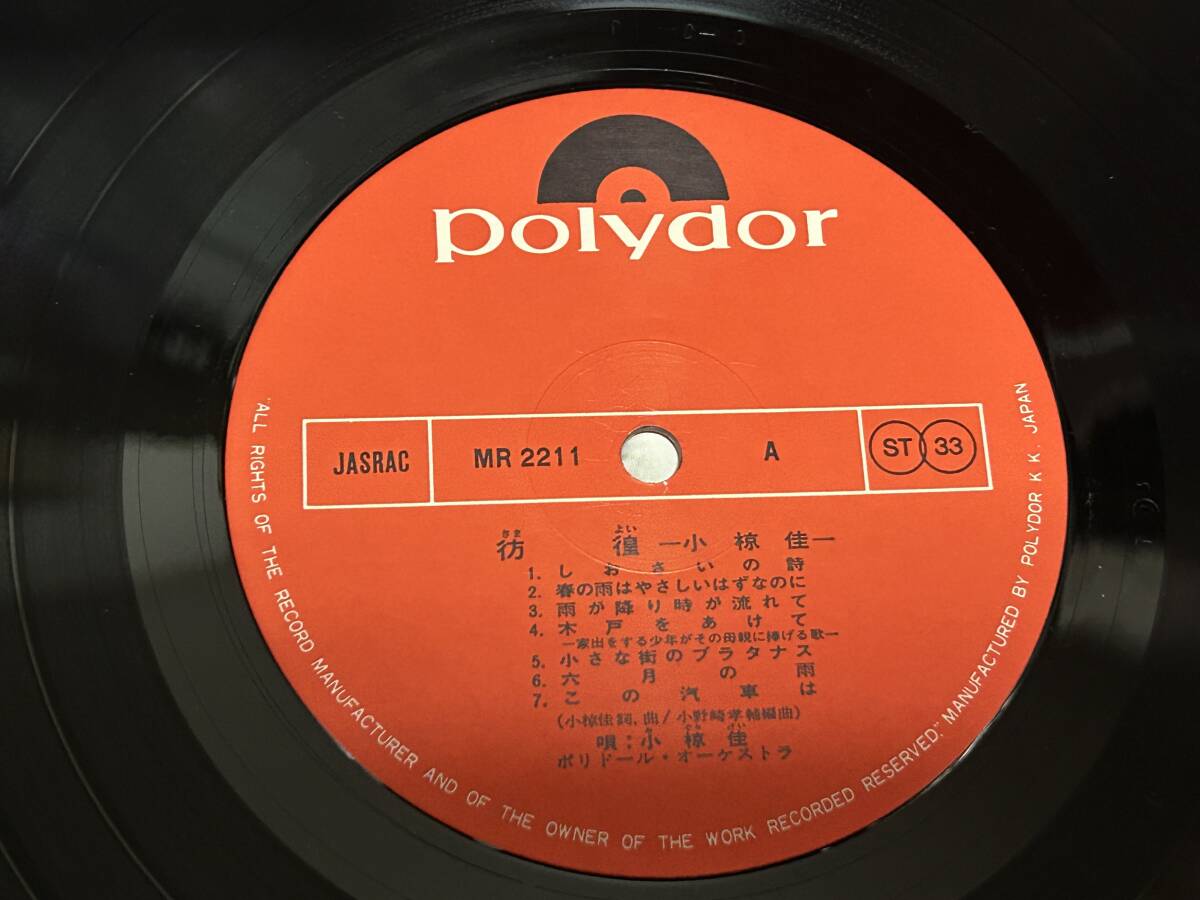 polydor
JASRAC
MR 2211
A
ST 33
さま よい
彷 徨 ―小 椋 佳―
1. しおさいの詩
2. 春の雨はやさしいはずなのに
3. 雨が降り時が流れて
4. 木戸をあけて
―家出をする少年がその母親に捧げる歌―
5. 小さな街のプラタナス
6. 六月の雨
7. この汽車は
(小椋佳詞,曲/小野崎孝輔編曲)
唄:小椋佳
ポリドール・オーケストラ
"ALL RIGHTS OF THE RECORD MANUFACTURER AND OF THE OWNER OF THE WORK RECORDED RESERVED." MANUFACTURED BY POLYDOR K K. JAPAN